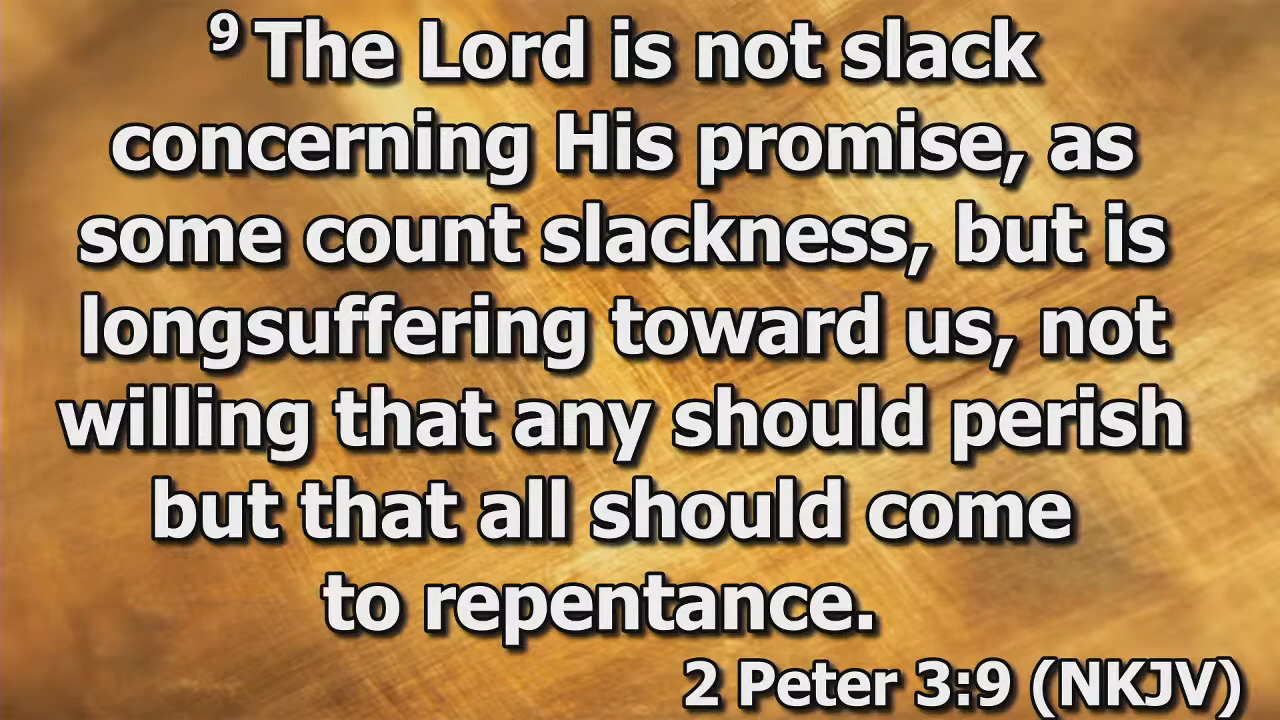 9 The Lord is not slack
concerning His promise, as
some count slackness, but is
longsuffering toward us, not
willing that any should perish
but that all should come
to repentance.
2 Peter 3:9 (NKJV)